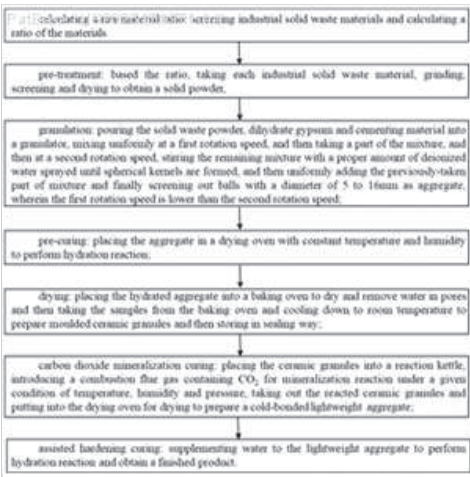 calculating a raw material ratio: screening industrial solid waste materials and calculating a
ratio of the materials
pre-treatment: based the ratio, taking each industrial solid waste material, grinding,
screening and drying to obtain a solid powder,
granulation: pouring the solid waste powder, dihydrate gypsum and cementing material into
a granulator, mixing uniformly at a first rotation speed, and then taking a part of the mixture, and
then at a second rotation speed, stirring the remaining mixture with a proper amount of deionized
water sprayed until spherical kernels are formed, and then uniformly adding the previously-taken
part of mixture and finally screening out balls with a diameter of 5 to 16mm as aggregate,
wherein the first rotation speed is lower than the second rotation speed;
pre-curing: placing the aggregate in a drying oven with constant temperature and humidity
to perform hydration reaction;
drying: placing the hydrated aggregate into a baking oven to dry and remove water in pores
and then taking the samples from the baking oven and cooling down to room temperature to
prepare moulded ceramic granules and then storing in sealing way;
carbon dioxide mineralization curing: placing the ceramic granules into a reaction kettle,
introducing a combustion flue gas containing CO₂ for mineralization reaction under a given
condition of temperature, humidity and pressure, taking out the reacted ceramic granules and
putting into the drying oven for drying to prepare a cold-bonded lightweight aggregate;
assisted hardening curing: supplementing water to the lightweight aggregate to perform
hydration reaction and obtain a finished product.